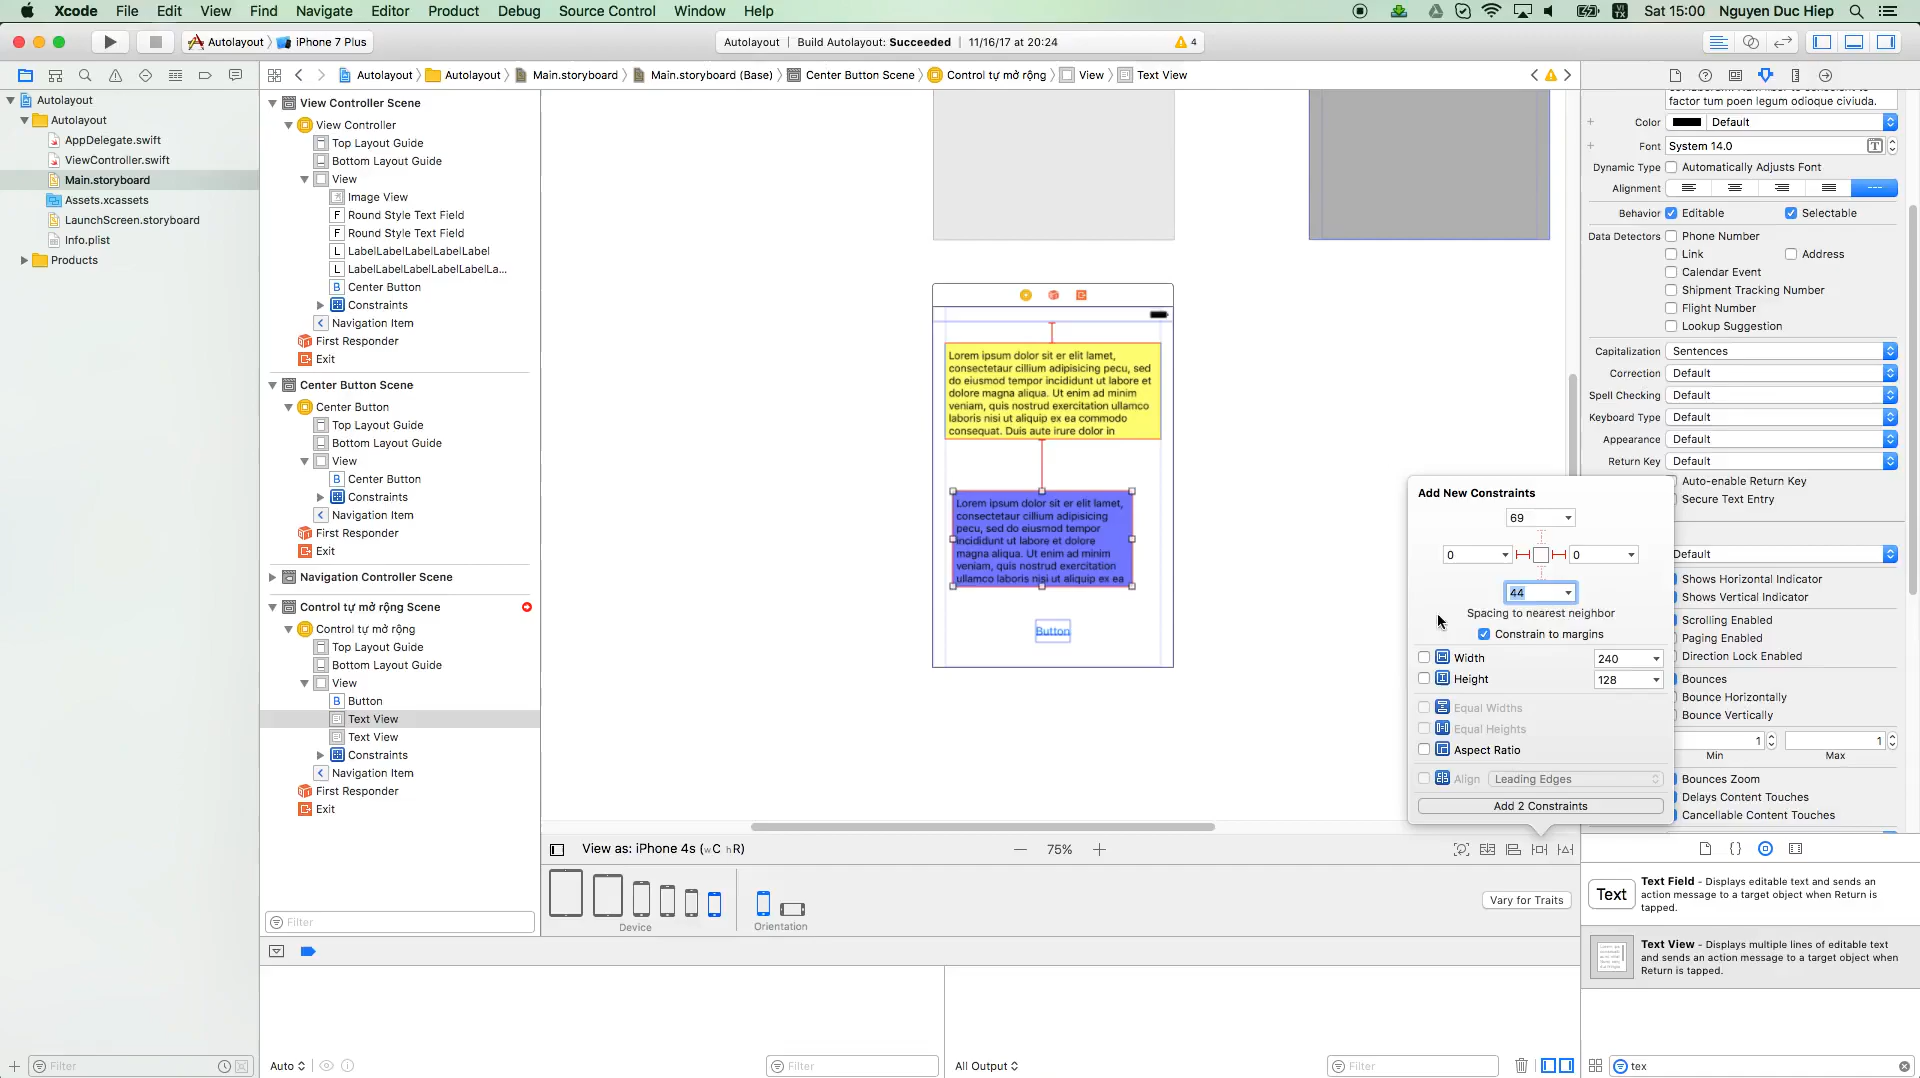 Xcode File Edit View Find Navigate Editor Product Debug Source Control Window Help
Sat 15:00 Nguyen Duc Hiep
Autolayout iPhone 7 Plus
Autolayout Build Autolayout: Succeeded 11/16/17 at 20:24 4
Autolayout Autolayout Main.storyboard Main.storyboard (Base) Center Button Scene Control tự mở rộng View Text View
Autolayout
Autolayout
AppDelegate.swift
ViewController.swift
Main.storyboard
Assets.xcassets
LaunchScreen.storyboard
Info.plist
Products
Filter
View Controller Scene
View Controller
Top Layout Guide
Bottom Layout Guide
View
Image View
F Round Style Text Field
F Round Style Text Field
L LabelLabelLabelLabelLabel
L LabelLabelLabelLabelLabelLa...
B Center Button
Constraints
Navigation Item
First Responder
Exit
Center Button Scene
Center Button
Top Layout Guide
Bottom Layout Guide
View
B Center Button
Constraints
Navigation Item
First Responder
Exit
Navigation Controller Scene
Control tự mở rộng Scene
Control tự mở rộng
Top Layout Guide
Bottom Layout Guide
View
B Button
Text View
Text View
Constraints
Navigation Item
First Responder
Exit
Filter
Lorem ipsum dolor sit er elit lamet,
consectetaur cillium adipisicing pecu, sed
do eiusmod tempor incididunt ut labore et
dolore magna aliqua. Ut enim ad minim
veniam, quis nostrud exercitation ullamco
laboris nisi ut aliquip ex ea commodo
consequat. Duis aute irure dolor in
Lorem ipsum dolor sit er elit lamet,
consectetaur cillium adipisicing
pecu, sed do eiusmod tempor
incididunt ut labore et dolore
magna aliqua. Ut enim ad minim
veniam, quis nostrud exercitation
ullamco laboris nisi ut aliquip ex ea
Button
View as: iPhone 4s (wC hR)
75%
Device
Orientation
Vary for Traits
Auto
Filter
All Output
Filter
Add New Constraints
69
0 0
44
Spacing to nearest neighbor
Constrain to margins
Width 240
Height 128
Equal Widths
Equal Heights
Aspect Ratio
Align Leading Edges
Add 2 Constraints
factor tum poen legum odioque civiuda.
Color Default
Font System 14.0 T
Dynamic Type Automatically Adjusts Font
Alignment
Behavior Editable Selectable
Data Detectors Phone Number
Link Address
Calendar Event
Shipment Tracking Number
Flight Number
Lookup Suggestion
Capitalization Sentences
Correction Default
Spell Checking Default
Keyboard Type Default
Appearance Default
Return Key Default
Auto-enable Return Key
Secure Text Entry
Default
Shows Horizontal Indicator
Shows Vertical Indicator
Scrolling Enabled
Paging Enabled
Direction Lock Enabled
Bounces
Bounce Horizontally
Bounce Vertically
1 1
Min Max
Bounces Zoom
Delays Content Touches
Cancellable Content Touches
Text
Text Field - Displays editable text and sends an
action message to a target object when Return is
tapped.
Text View - Displays multiple lines of editable text
and sends an action message to a target object when
Return is tapped.
tex